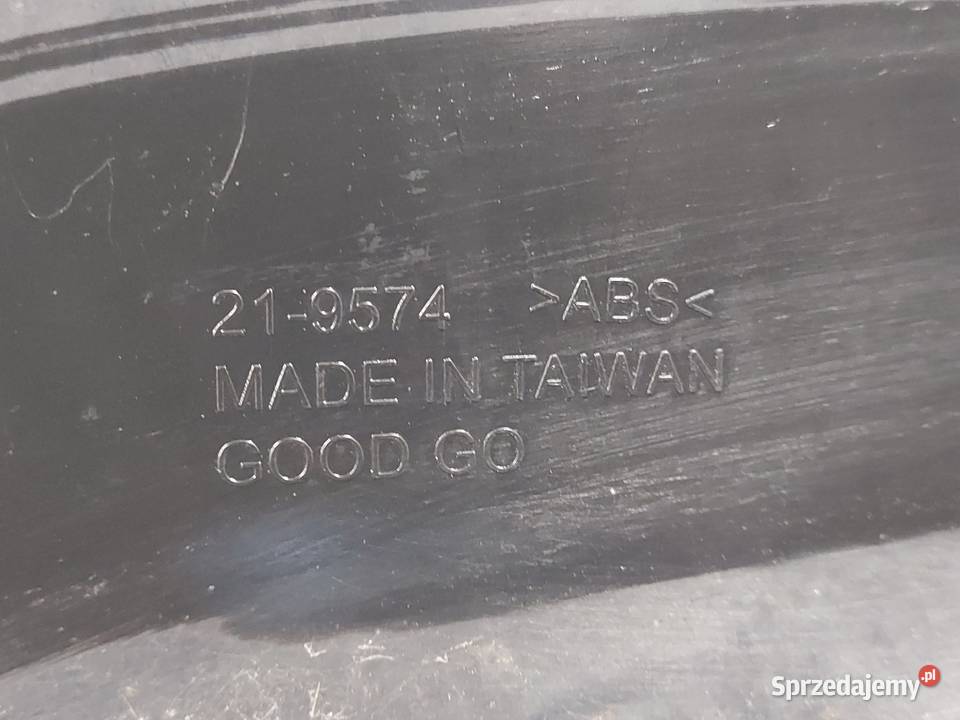 21-9574 >ABS<
MADE IN TAIWAN
GOOD GO
Sprzedajemy.pl